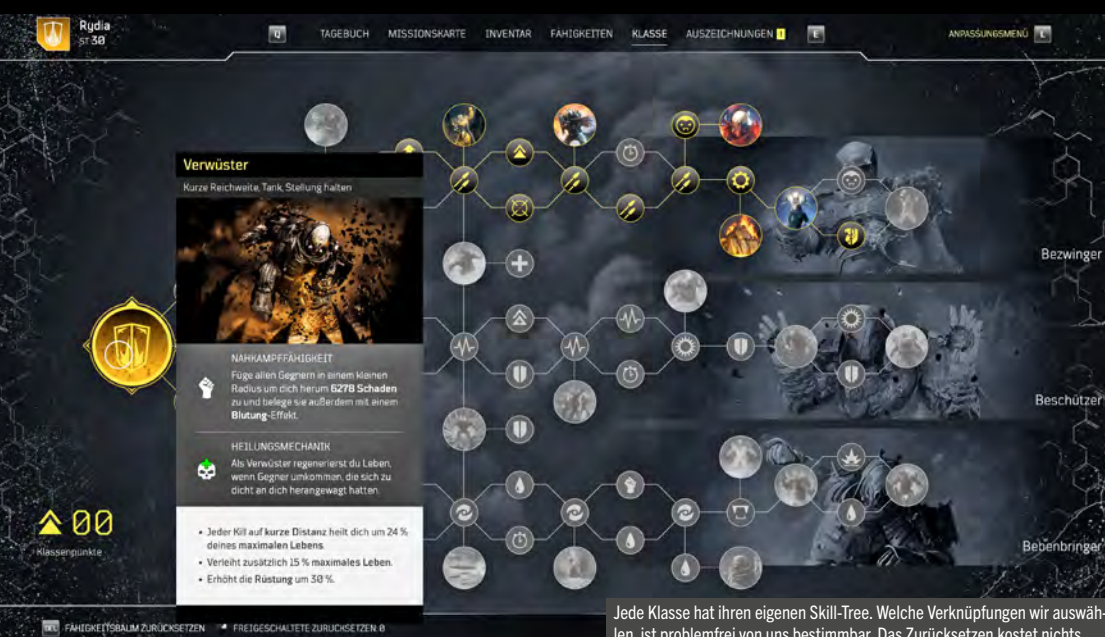 Rydia
ST 30
Q
TAGEBUCH MISSIONSKARTE INVENTAR FÄHIGKEITEN KLASSE AUSZEICHNUNGEN !
E
ANPASSUNGSMENÜ
Verwüster
Kurze Reichweite, Tank, Stellung halten
NAHKAMPFFÄHIGKEIT
Füge allen Gegnern in einem kleinen
Radius um dich herum 6278 Schaden
zu und belege sie außerdem mit einem
Blutung-Effekt.
HEILUNGSMECHANIK
Als Verwüster regenerierst du Leben,
wenn Gegner umkommen, die sich zu
dicht an dich herangewagt hatten.
• Jeder Kill auf kurze Distanz heilt dich um 24 %
deines maximalen Lebens.
• Verleiht zusätzlich 15 % maximales Leben.
• Erhöht die Rüstung um 30 %.
Bezwinger
Beschützer
Bebenbringer
00
Klassenpunkte
DEL FÄHIGKEITSBAUM ZURÜCKSETZEN
FREIGESCHALTETE ZURÜCKSETZEN: 0
Jede Klasse hat ihren eigenen Skill-Tree. Welche Verknüpfungen wir auswäh-
len, ist problemfrei von uns bestimmbar. Das Zurücksetzen kostet nichts.